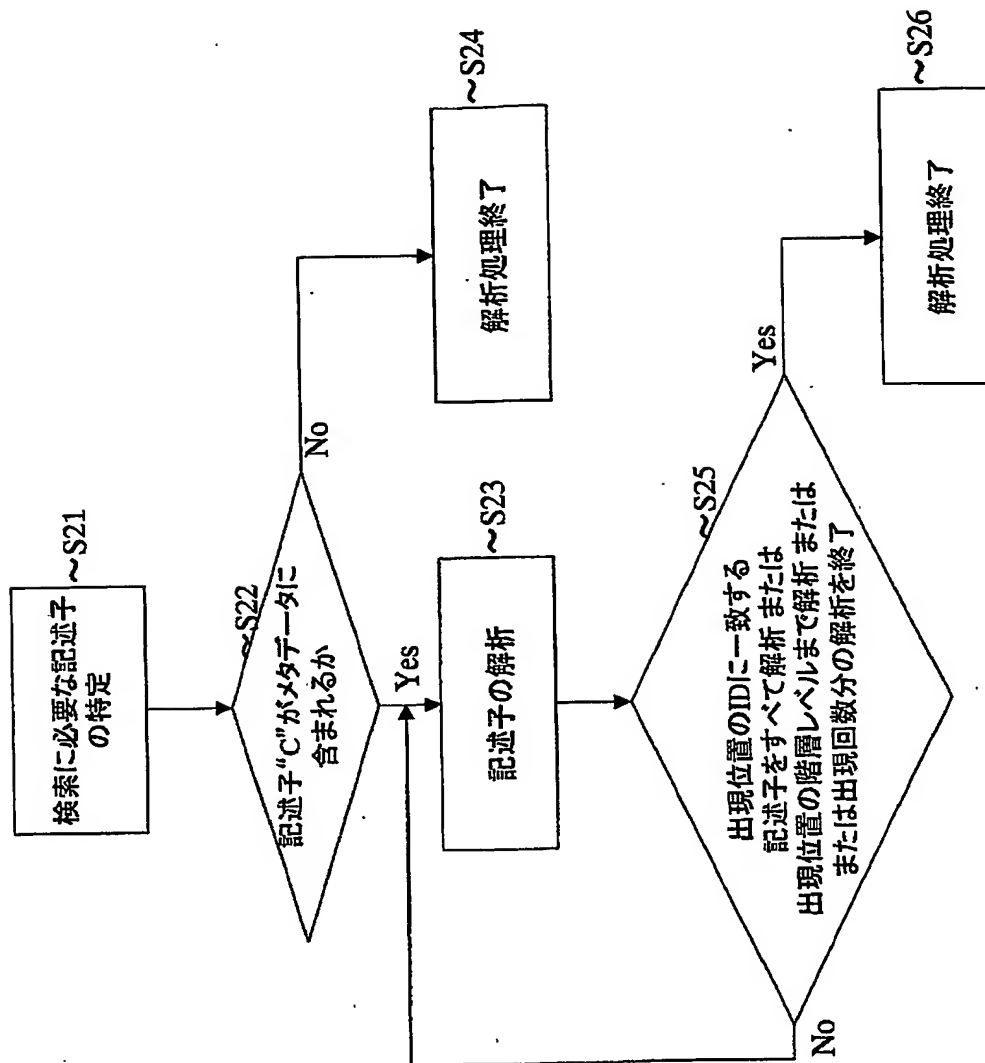 検索に必要な記述子
の特定
~S21
~S22
記述子“C”がメタデータに
含まれるか
No
~S24
解析処理終了
Yes
記述子の解析
~S23
~S25
出現位置のIDに一致する
記述子をすべて解析 または
出現位置の階層レベルまで解析 または
または出現回数分の解析を終了
Yes
No
解析処理終了
~S26